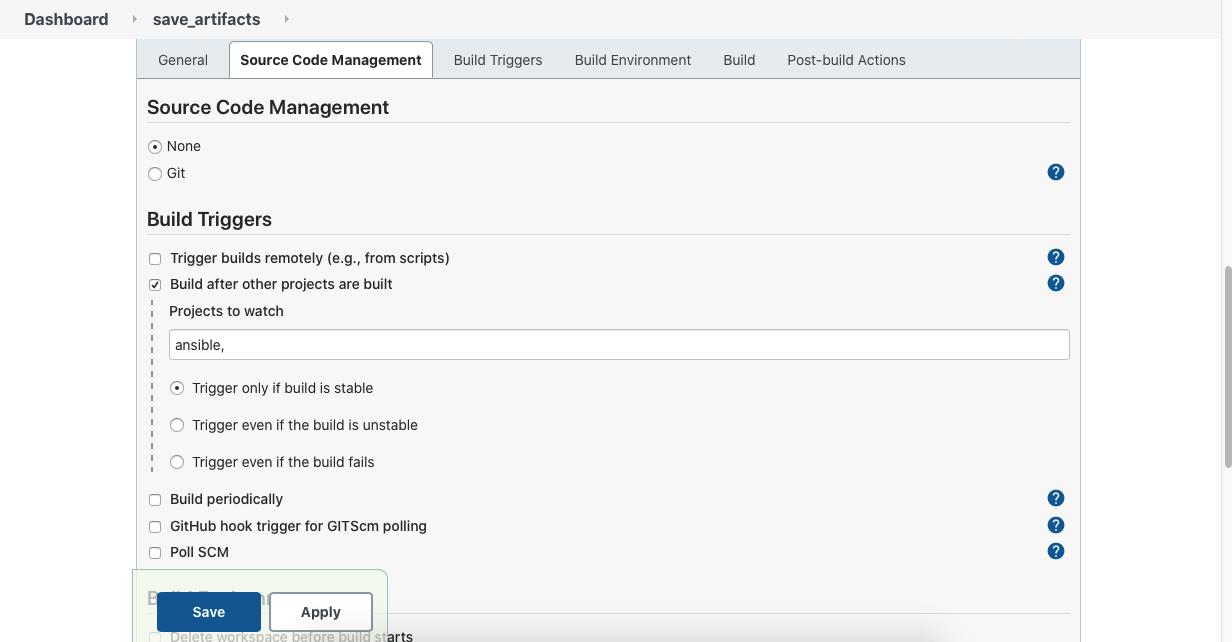 Dashboard save_artifacts
General Source Code Management Build Triggers Build Environment Build Post-build Actions
Source Code Management
None
Git ?
Build Triggers
Trigger builds remotely (e.g., from scripts) ?
Build after other projects are built ?
Projects to watch
ansible,
Trigger only if build is stable
Trigger even if the build is unstable
Trigger even if the build fails
Build periodically ?
GitHub hook trigger for GITScm polling ?
Poll SCM ?
Save Apply
Delete workspace before build starts